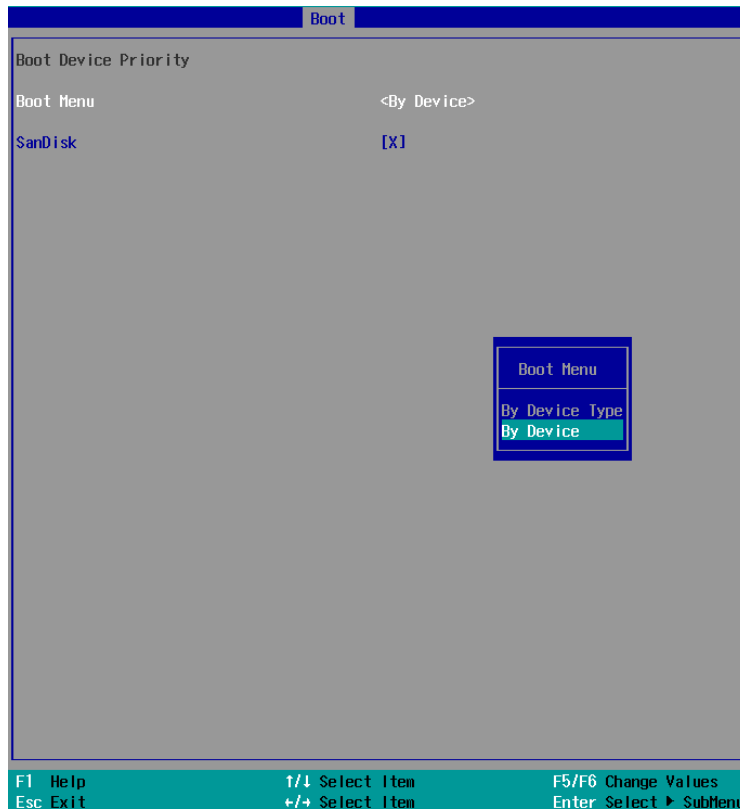 Boot
Boot Device Priority
Boot Menu <By Device>
SanDisk [X]
Boot Menu
By Device Type
By Device
F1 Help ↑/↓ Select Item F5/F6 Change Values
Esc Exit ←/→ Select Item Enter Select ▶ SubMenu